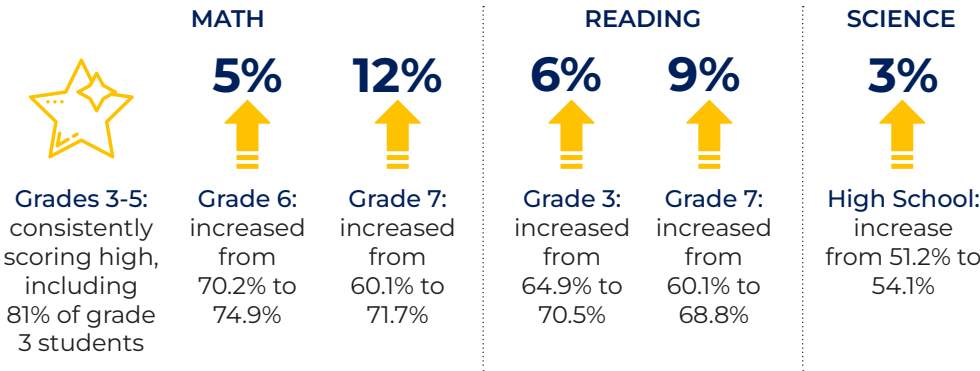 MATH
Grades 3-5:
consistently
scoring high,
including
81% of grade
3 students
5%
Grade 6:
increased
from
70.2% to
74.9%
12%
Grade 7:
increased
from
60.1% to
71.7%
READING
6%
Grade 3:
increased
from
64.9% to
70.5%
9%
Grade 7:
increased
from
60.1% to
68.8%
SCIENCE
3%
High School:
increase
from 51.2% to
54.1%